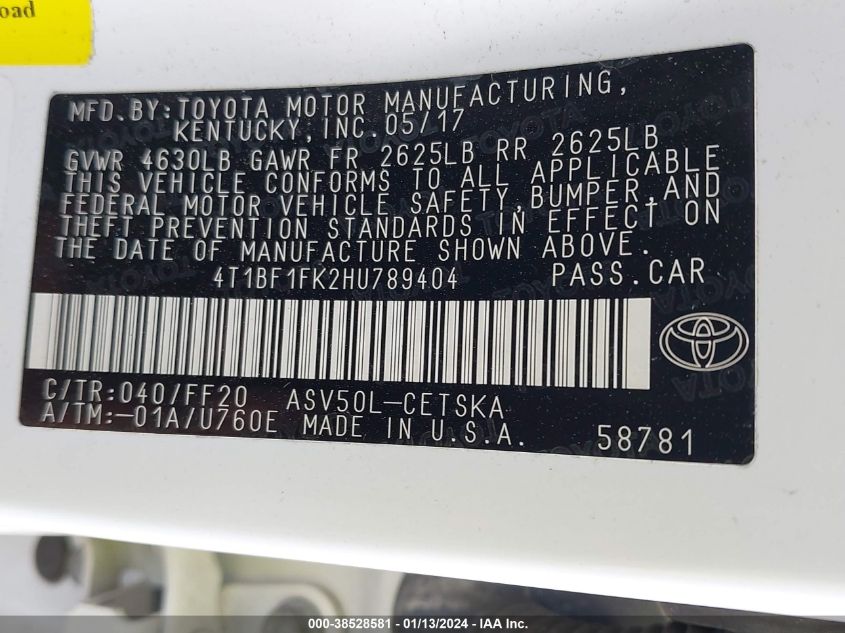 oad
MFD. BY: TOYOTA MOTOR MANUFACTURING,
KENTUCKY, INC. 05/17
GVWR 4630LB GAWR FR 2625LB RR 2625LB
THIS VEHICLE CONFORMS TO ALL APPLICABLE
FEDERAL MOTOR VEHICLE SAFETY, BUMPER, AND
THEFT PREVENTION STANDARDS IN EFFECT ON
THE DATE OF MANUFACTURE SHOWN ABOVE.
4T1BF1FK2HU789404 PASS. CAR
C/TR: 040/FF20 ASV50L-CETSKA
A/TM: -01A/U760E MADE IN U.S.A. 58781
000-38528581 - 01/13/2024 - IAA Inc.